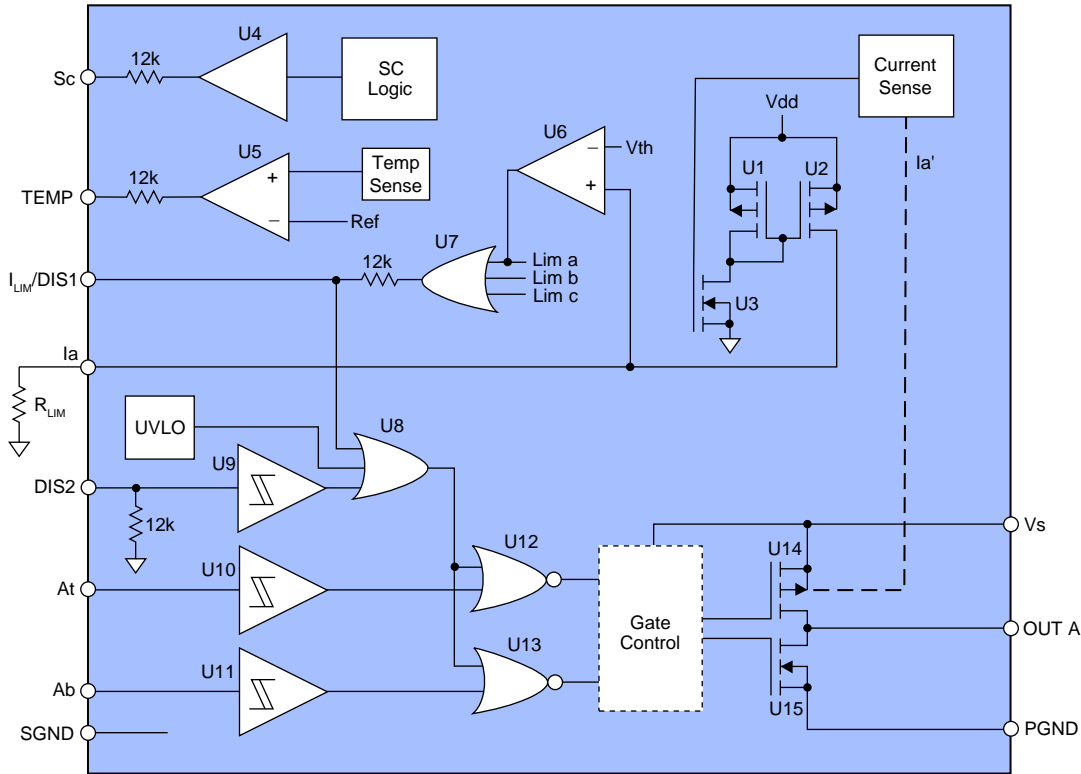 U4
12k
Sc
SC
Logic
Current
Sense
Vdd
U6
Vth
U1
U2
Ia'
U5
Temp
Sense
12k
TEMP
Ref
U7
12k
Lim a
Lim b
Lim c
I_LIM/DIS1
U3
Ia
R_LIM
UVLO
U8
U9
DIS2
12k
Vs
U12
U14
U10
At
Gate
Control
OUT A
U13
U11
Ab
U15
SGND
PGND